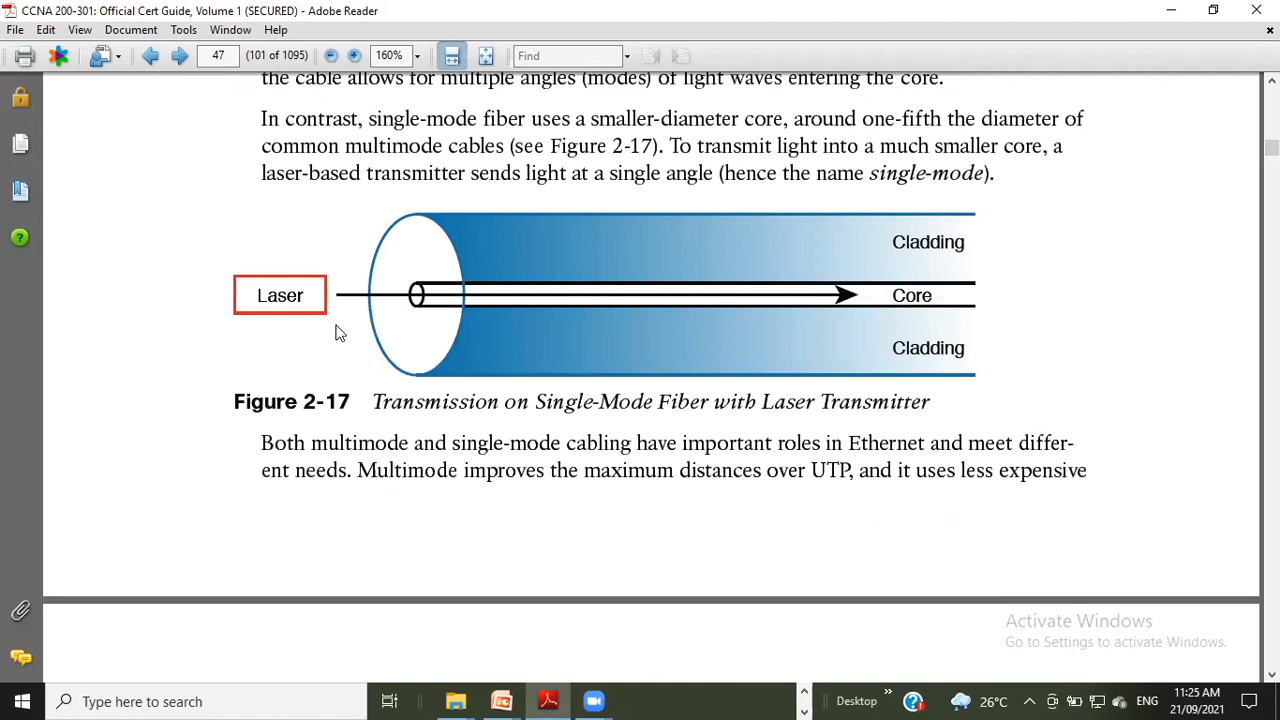 CCNA 200-301: Official Cert Guide, Volume 1 (SECURED) - Adobe Reader
File Edit View Document Tools Window Help
47 (101 of 1095) 160% Find
the cable allows for multiple angles (modes) of light waves entering the core.
In contrast, single-mode fiber uses a smaller-diameter core, around one-fifth the diameter of
common multimode cables (see Figure 2-17). To transmit light into a much smaller core, a
laser-based transmitter sends light at a single angle (hence the name single-mode).
Cladding
Laser
Core
Cladding
Figure 2-17 Transmission on Single-Mode Fiber with Laser Transmitter
Both multimode and single-mode cabling have important roles in Ethernet and meet differ-
ent needs. Multimode improves the maximum distances over UTP, and it uses less expensive
Activate Windows
Go to Settings to activate Windows.
Type here to search
Desktop
26°C
ENG
11:25 AM
21/09/2021